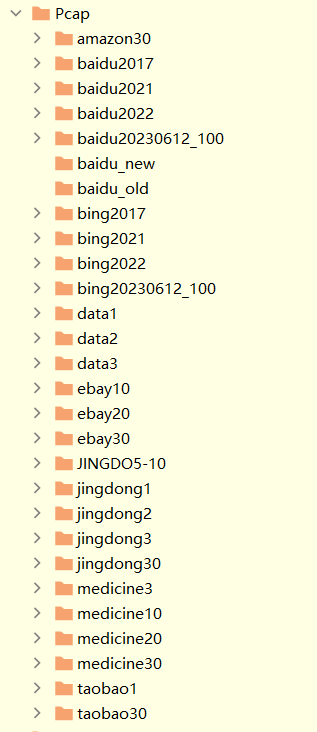 Pcap
amazon30
baidu2017
baidu2021
baidu2022
baidu20230612_100
baidu_new
baidu_old
bing2017
bing2021
bing2022
bing20230612_100
data1
data2
data3
ebay10
ebay20
ebay30
JINGDO5-10
jingdong1
jingdong2
jingdong3
jingdong30
medicine3
medicine10
medicine20
medicine30
taobao1
taobao30